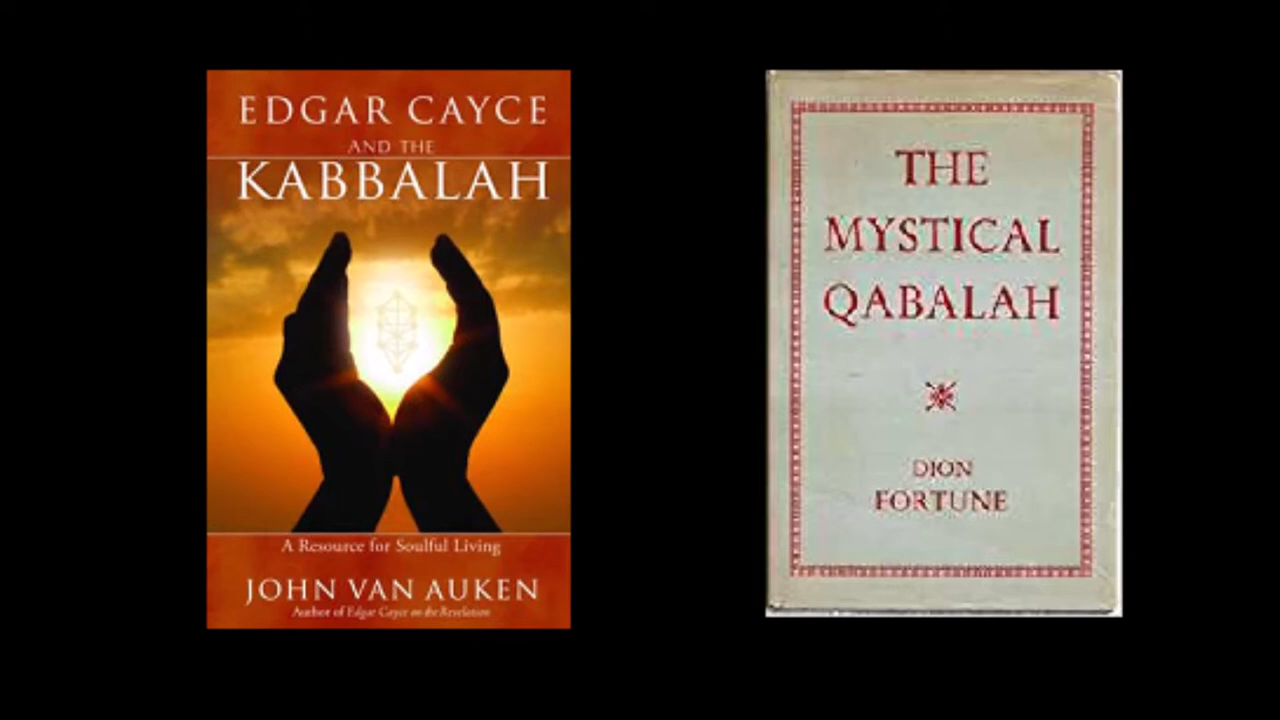 EDGAR CAYCE
AND THE
KABBALAH
A Resource for Soulful Living
JOHN VAN AUKEN
Author of Edgar Cayce on the Revelation
THE
MYSTICAL
QABALAH
DION
FORTUNE